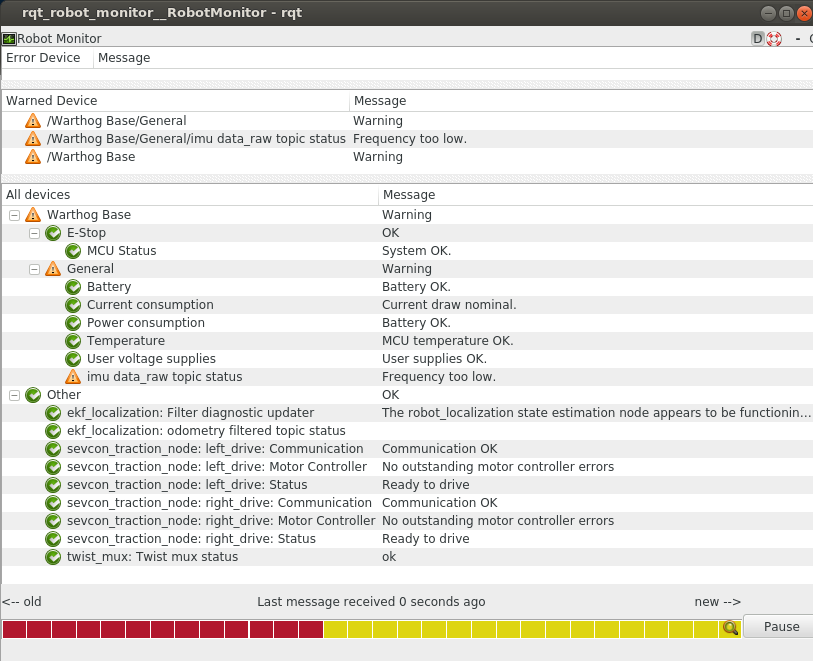 rqt_robot_monitor__RobotMonitor - rqt
Robot Monitor D -
Error Device Message
Warned Device Message
/Warthog Base/General Warning
/Warthog Base/General/imu data_raw topic status Frequency too low.
/Warthog Base Warning
All devices Message
Warthog Base Warning
E-Stop OK
MCU Status System OK.
General Warning
Battery Battery OK.
Current consumption Current draw nominal.
Power consumption Battery OK.
Temperature MCU temperature OK.
User voltage supplies User supplies OK.
imu data_raw topic status Frequency too low.
Other OK
ekf_localization: Filter diagnostic updater The robot_localization state estimation node appears to be functionin...
ekf_localization: odometry filtered topic status
sevcon_traction_node: left_drive: Communication Communication OK
sevcon_traction_node: left_drive: Motor Controller No outstanding motor controller errors
sevcon_traction_node: left_drive: Status Ready to drive
sevcon_traction_node: right_drive: Communication Communication OK
sevcon_traction_node: right_drive: Motor Controller No outstanding motor controller errors
sevcon_traction_node: right_drive: Status Ready to drive
twist_mux: Twist mux status ok
<-- old Last message received 0 seconds ago new -->
Pause